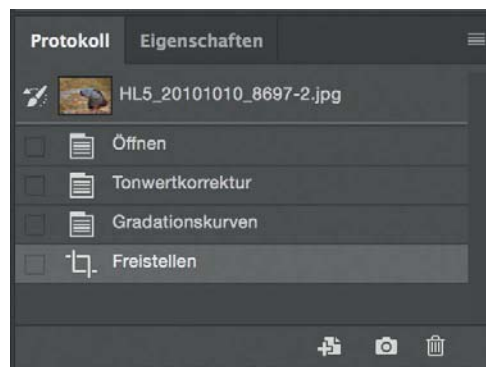 Protokoll Eigenschaften
HL5_20101010_8697-2.jpg
Öffnen
Tonwertkorrektur
Gradationskurven
Freistellen